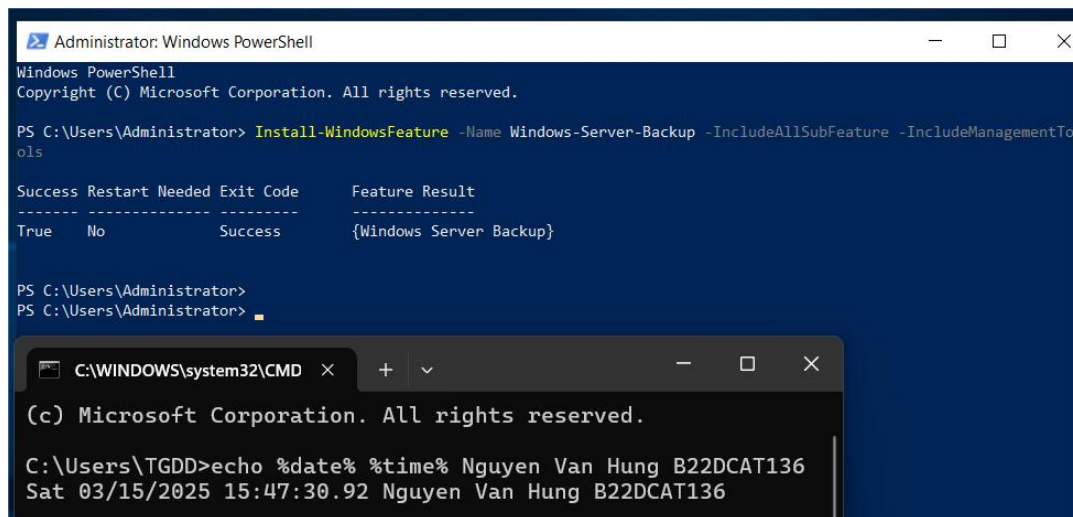 Administrator: Windows PowerShell
Windows PowerShell
Copyright (C) Microsoft Corporation. All rights reserved.
PS C:\Users\Administrator> Install-WindowsFeature -Name Windows-Server-Backup -IncludeAllSubFeature -IncludeManagementTo
ols
Success Restart Needed Exit Code      Feature Result
------- -------------- ---------      --------------
True    No             Success        {Windows Server Backup}
PS C:\Users\Administrator>
PS C:\Users\Administrator>
C:\WINDOWS\system32\CMD
(c) Microsoft Corporation. All rights reserved.
C:\Users\TGDD>echo %date% %time% Nguyen Van Hung B22DCAT136
Sat 03/15/2025 15:47:30.92 Nguyen Van Hung B22DCAT136